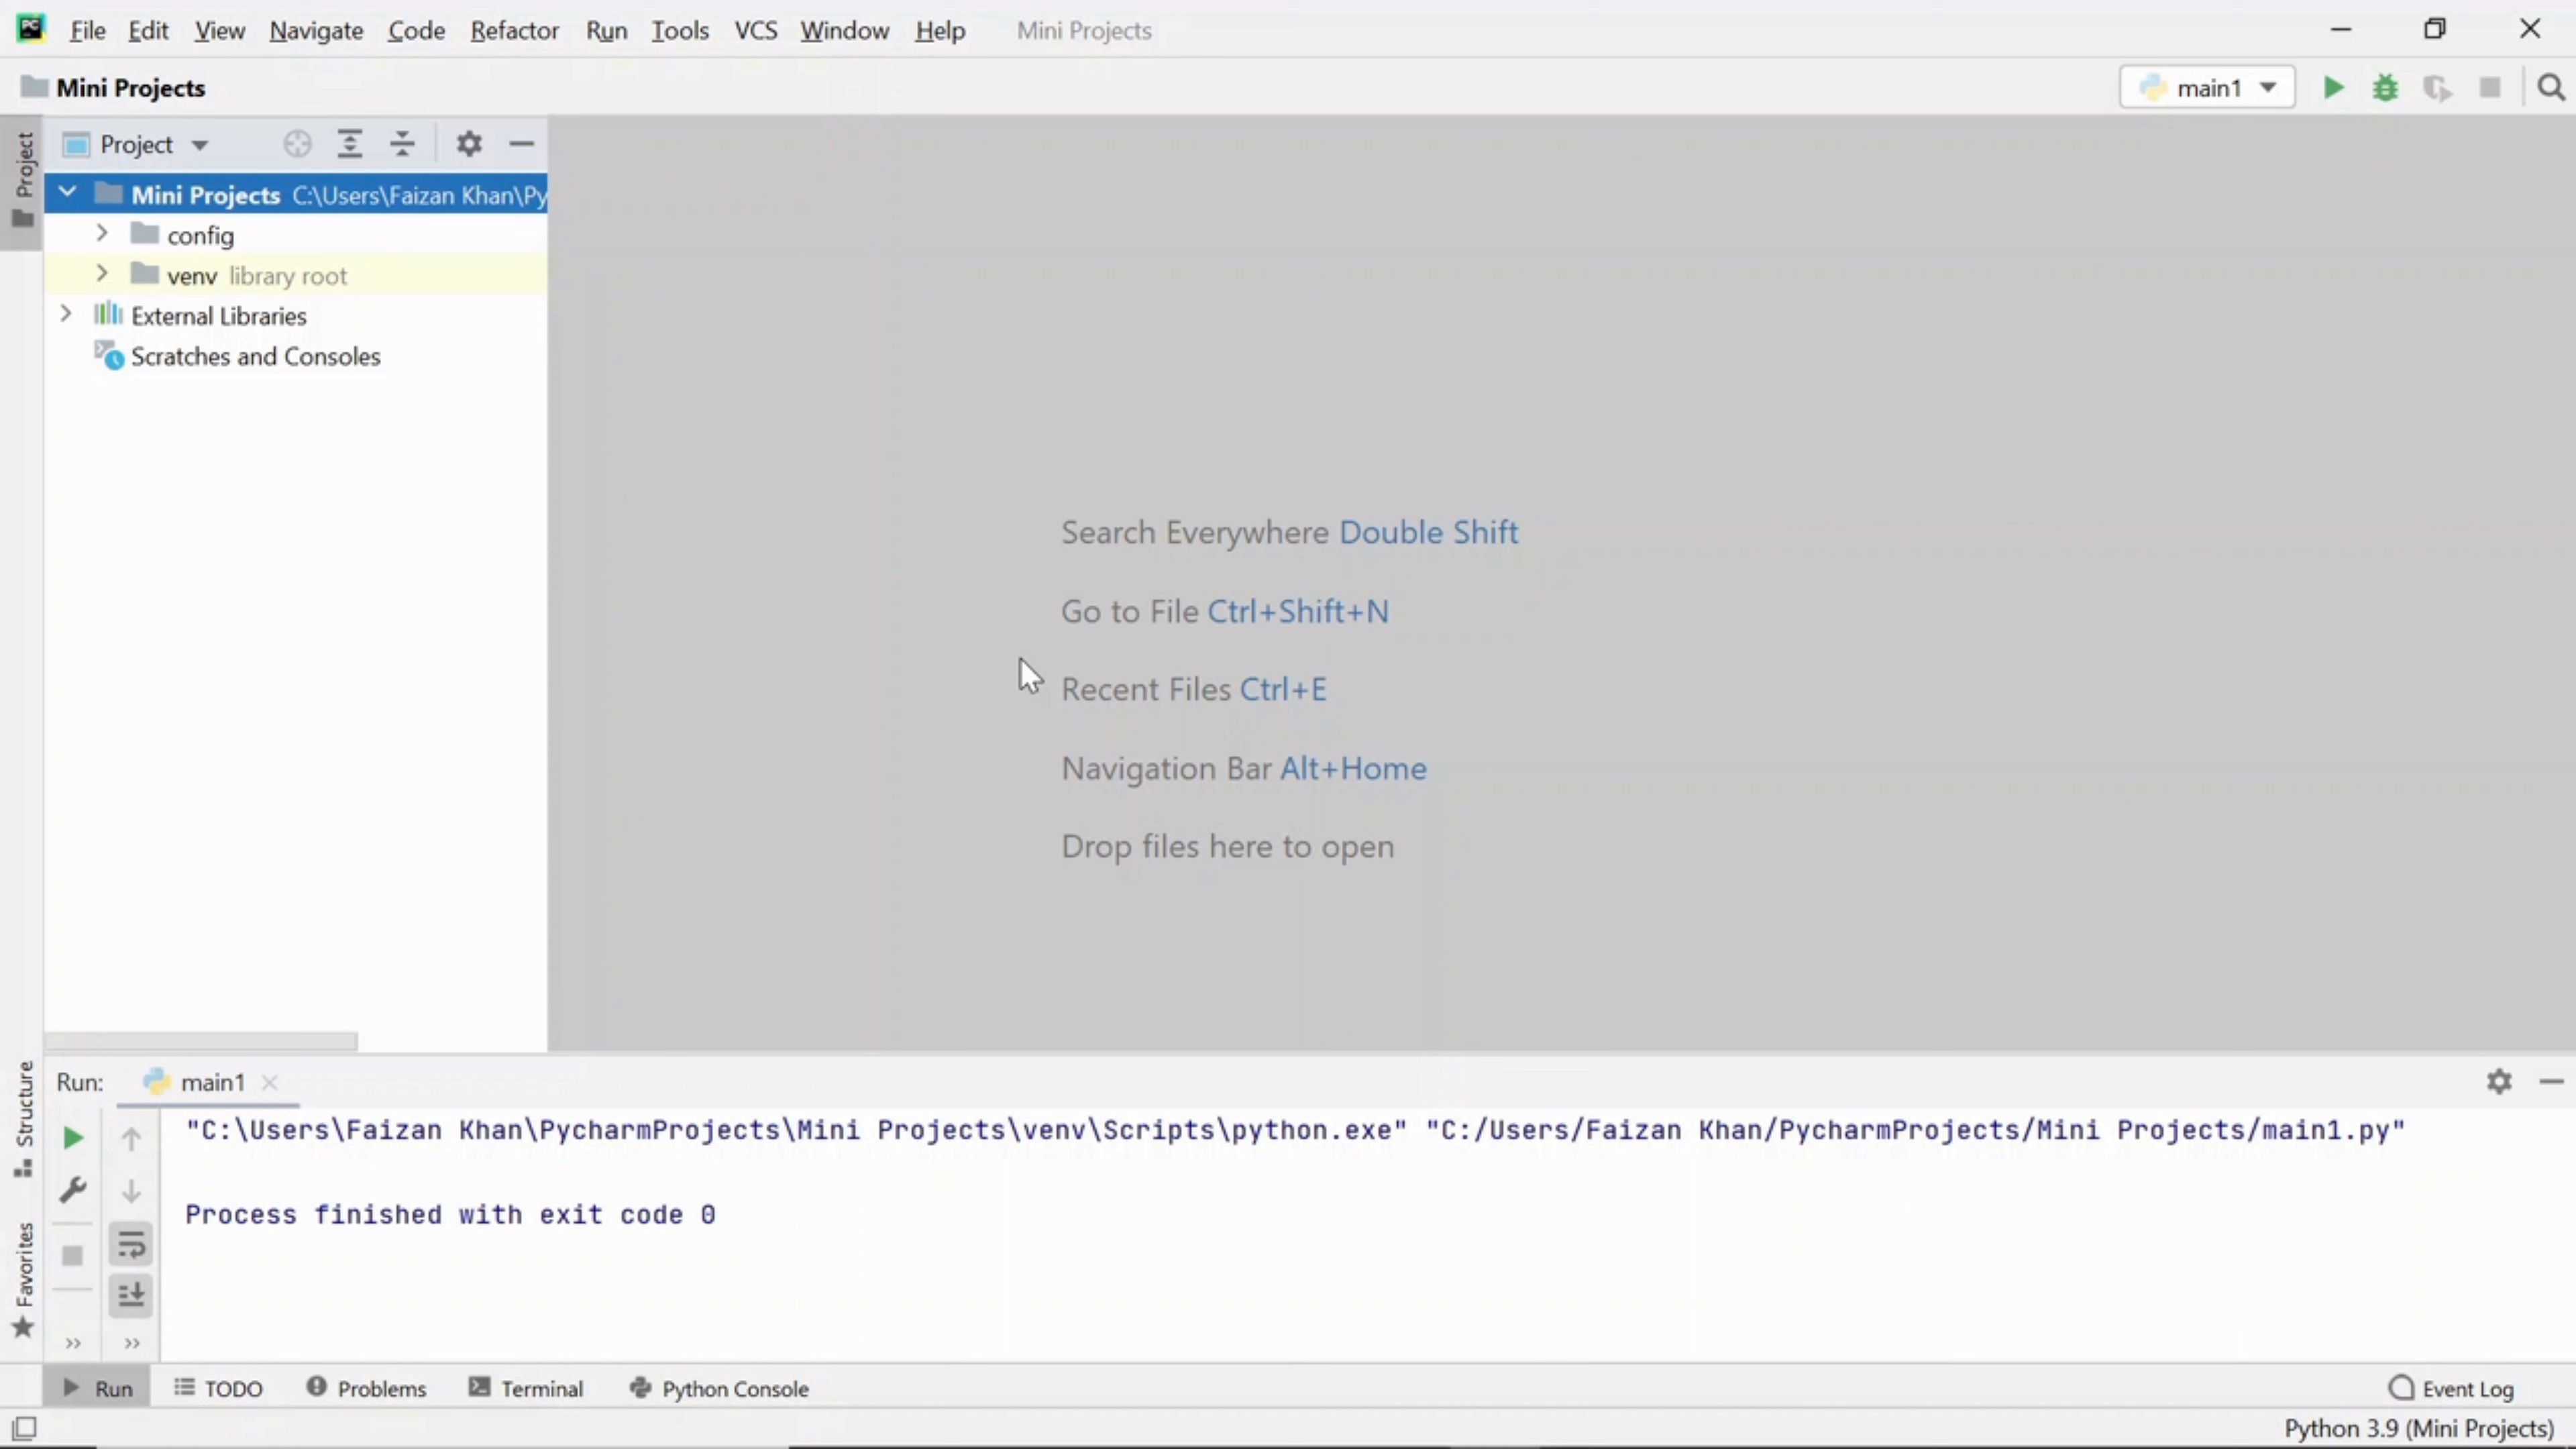 PC File Edit View Navigate Code Refactor Run Tools VCS Window Help Mini Projects
Mini Projects main1
Project
Project
Mini Projects C:\Users\Faizan Khan\Py
config
venv library root
External Libraries
Scratches and Consoles
Search Everywhere Double Shift
Go to File Ctrl+Shift+N
Recent Files Ctrl+E
Navigation Bar Alt+Home
Drop files here to open
Structure
Favorites
Run: main1
"C:\Users\Faizan Khan\PycharmProjects\Mini Projects\venv\Scripts\python.exe" "C:/Users/Faizan Khan/PycharmProjects/Mini Projects/main1.py"
Process finished with exit code 0
Run TODO Problems Terminal Python Console Event Log
Python 3.9 (Mini Projects)